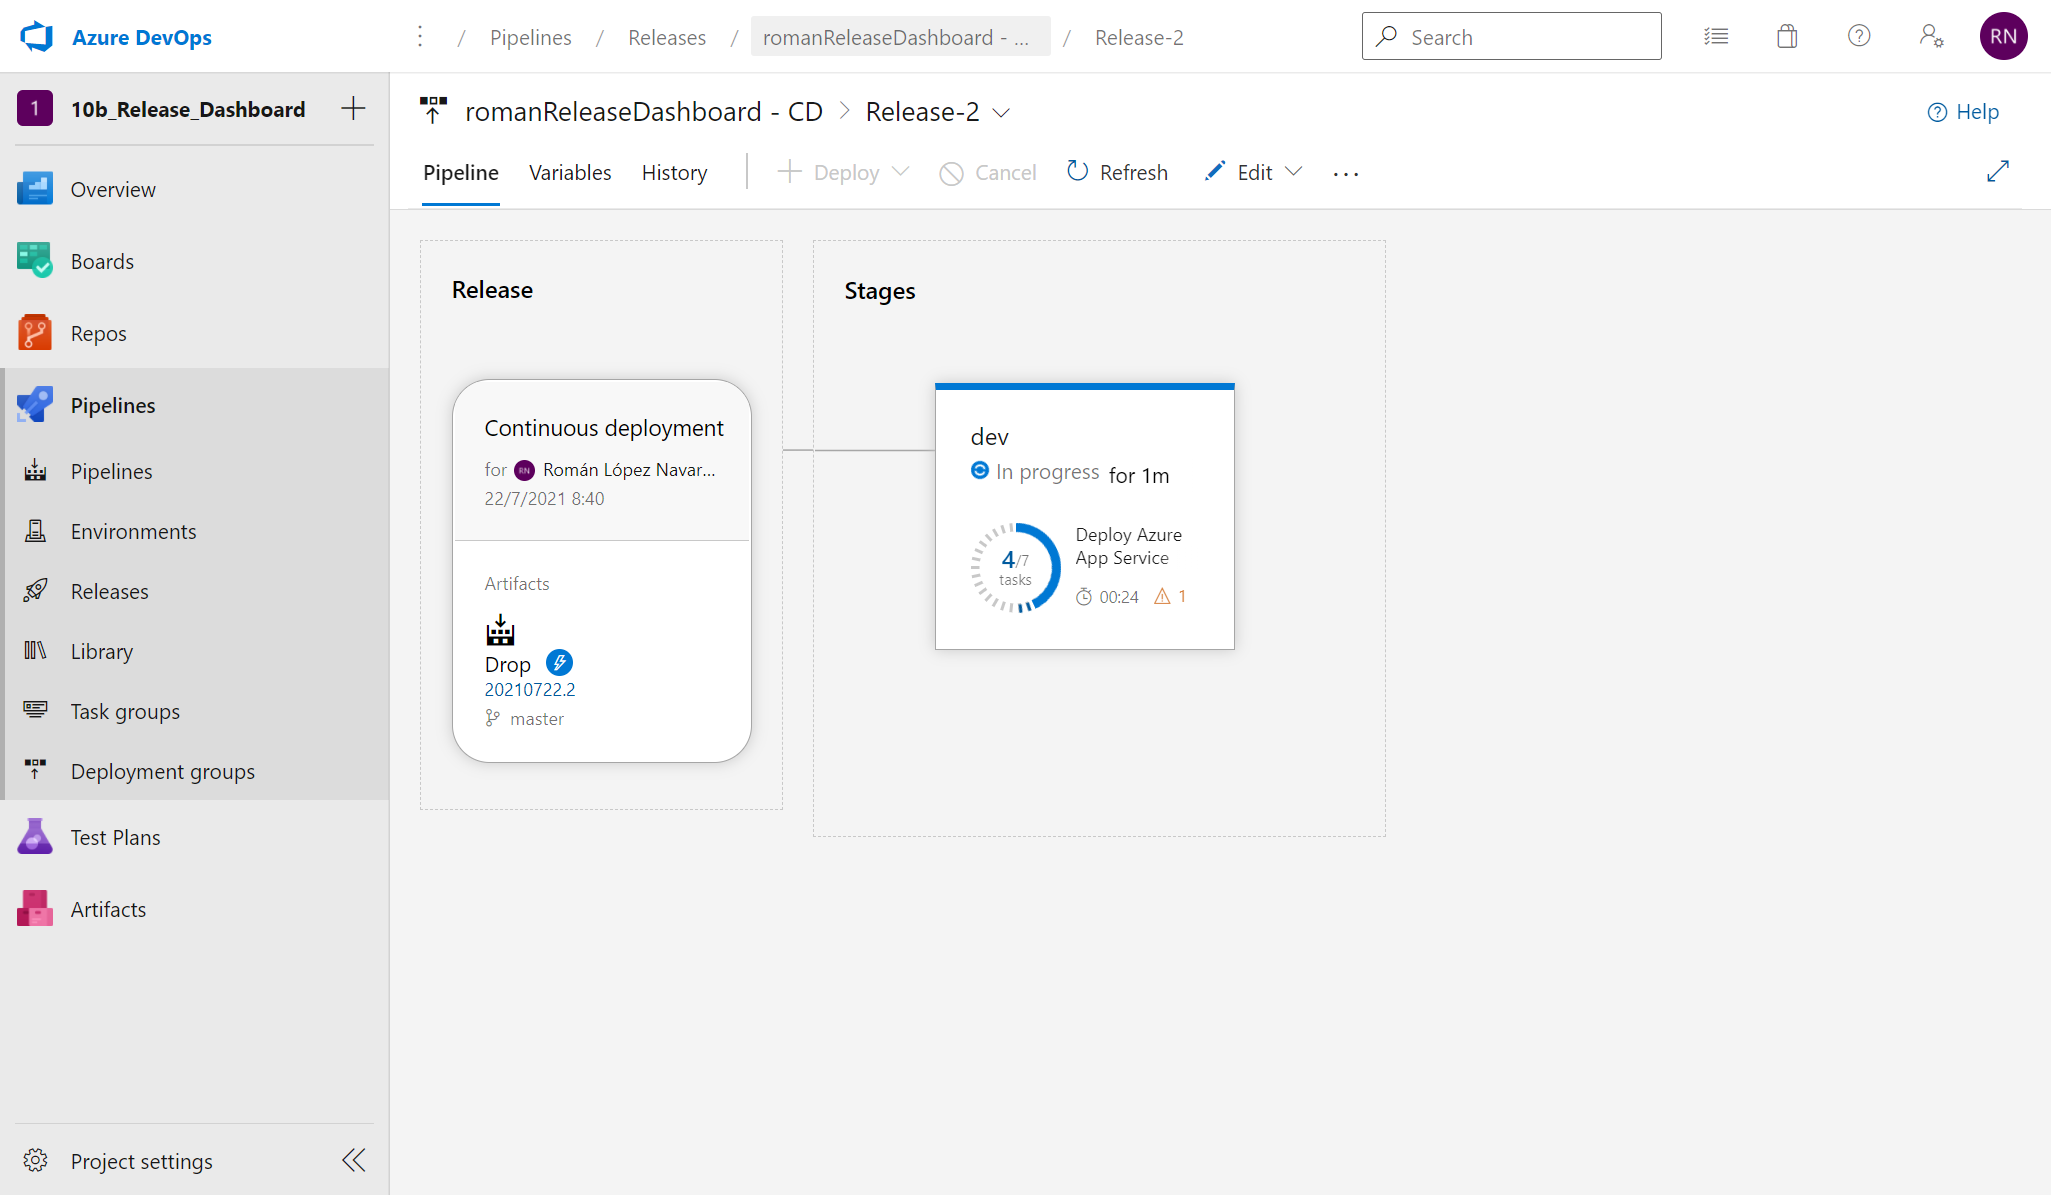 Azure DevOps
/ Pipelines / Releases / romanReleaseDashboard - ... / Release-2
Search
RN
1 10b_Release_Dashboard
Overview
Boards
Repos
Pipelines
Pipelines
Environments
Releases
Library
Task groups
Deployment groups
Test Plans
Artifacts
Project settings
romanReleaseDashboard - CD > Release-2
Help
Pipeline Variables History Deploy Cancel Refresh Edit ...
Release
Continuous deployment
for RN Román López Navar...
22/7/2021 8:40
Artifacts
Drop
20210722.2
master
Stages
dev
In progress for 1m
4/7
tasks
Deploy Azure
App Service
00:24 1